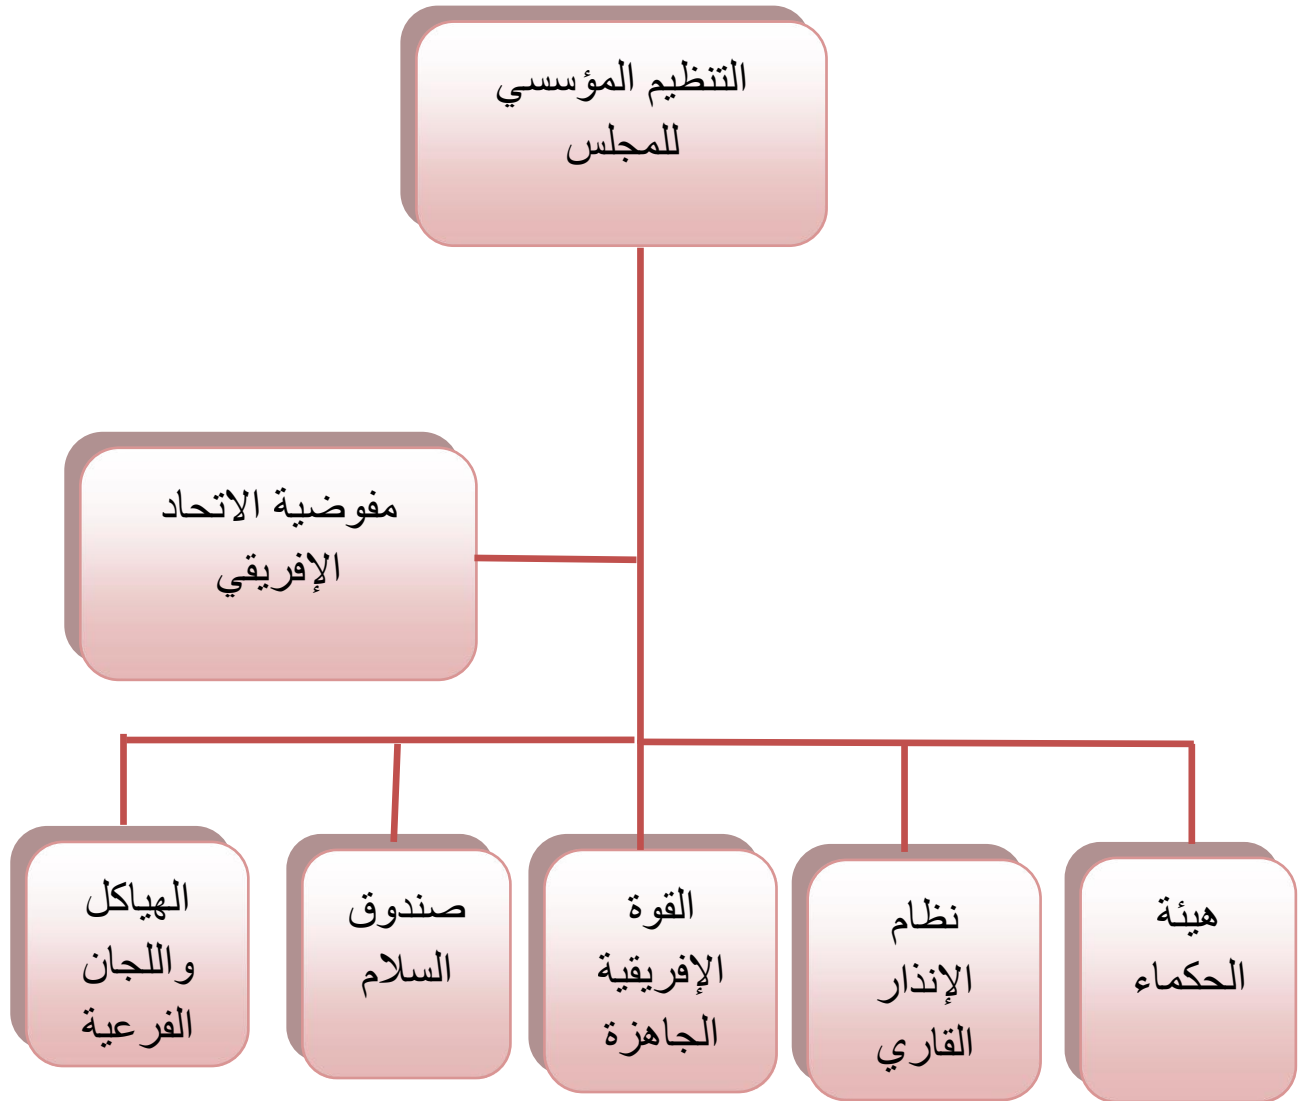 التنظيم المؤسسي
للمجلس
مفوضية الاتحاد
الإفريقي
هيئة
الحكماء
نظام
الإنذار
القاري
القوة
الإفريقية
الجاهزة
صندوق
السلام
الهياكل
واللجان
الفرعية